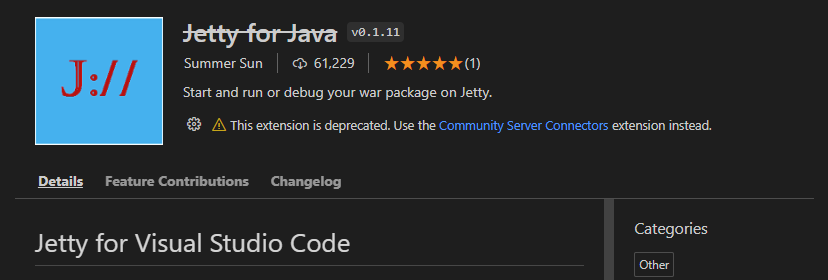 J://
Jetty for Java v0.1.11
Summer Sun 61,229 (1)
Start and run or debug your war package on Jetty.
This extension is deprecated. Use the Community Server Connectors extension instead.
Details Feature Contributions Changelog
Jetty for Visual Studio Code
Categories
Other